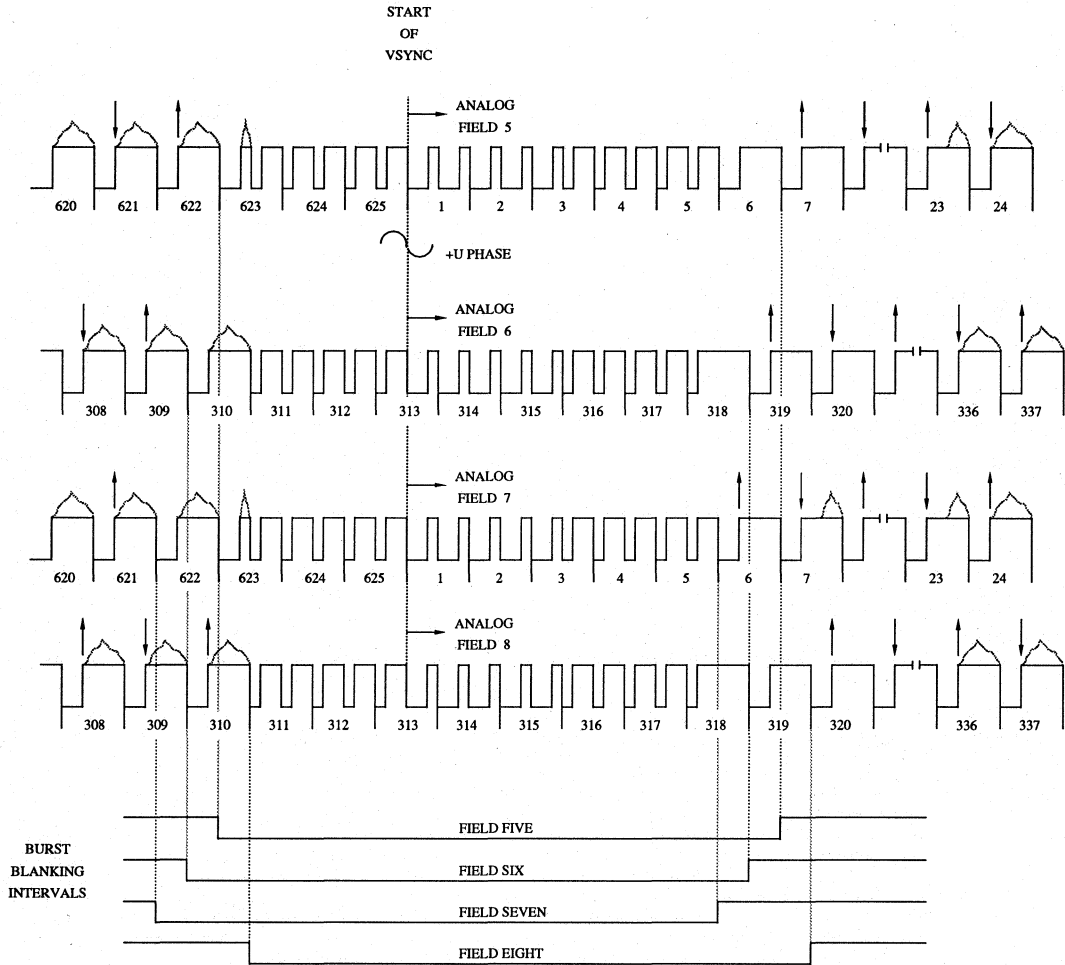 START
OF
VSYNC
ANALOG
FIELD 5
620 621 622 623 624 625 1 2 3 4 5 6 7 23 24
+U PHASE
ANALOG
FIELD 6
308 309 310 311 312 313 314 315 316 317 318 319 320 336 337
ANALOG
FIELD 7
620 621 622 623 624 625 1 2 3 4 5 6 7 23 24
ANALOG
FIELD 8
308 309 310 311 312 313 314 315 316 317 318 319 320 336 337
FIELD FIVE
BURST
BLANKING
INTERVALS
FIELD SIX
FIELD SEVEN
FIELD EIGHT